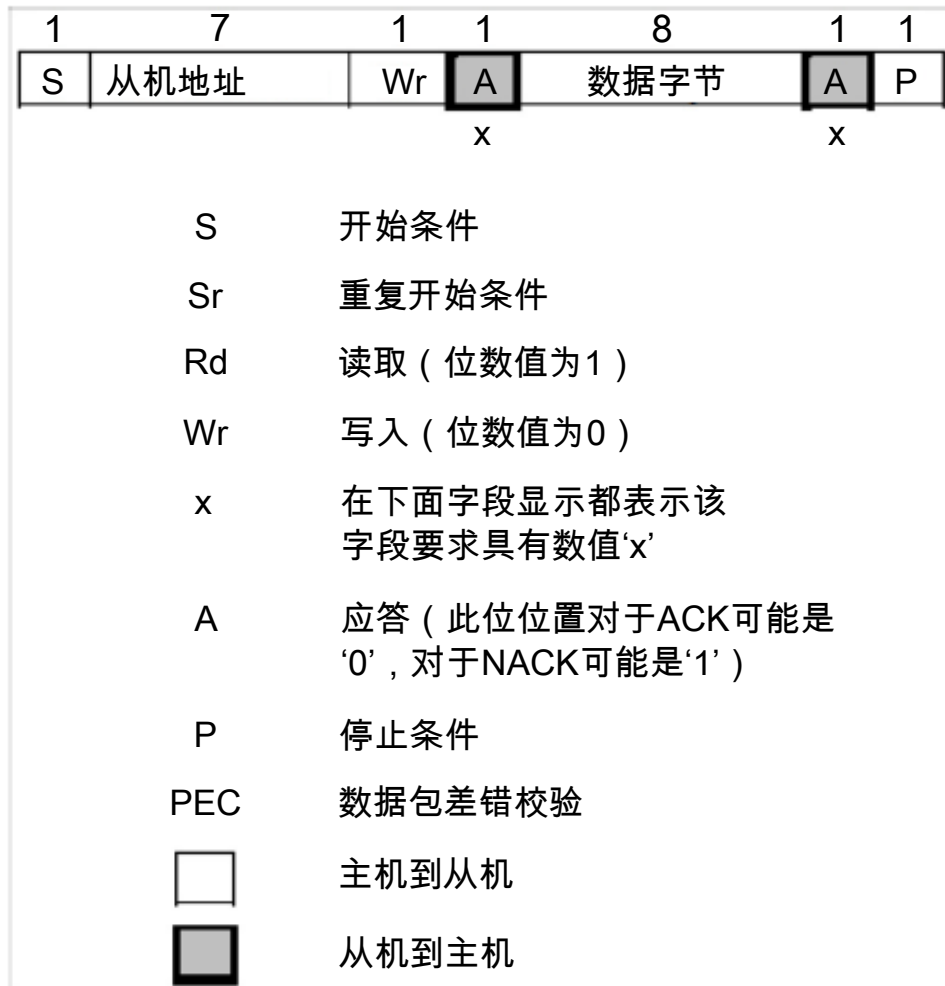 1 7 1 1 8 1 1
S 从机地址 Wr A 数据字节 A P
x x
S 开始条件
Sr 重复开始条件
Rd 读取（位数值为1）
Wr 写入（位数值为0）
x 在下面字段显示都表示该
字段要求具有数值‘x’
A 应答（此位位置对于ACK可能是
‘0’，对于NACK可能是‘1’）
P 停止条件
PEC 数据包差错校验
主机到从机
从机到主机